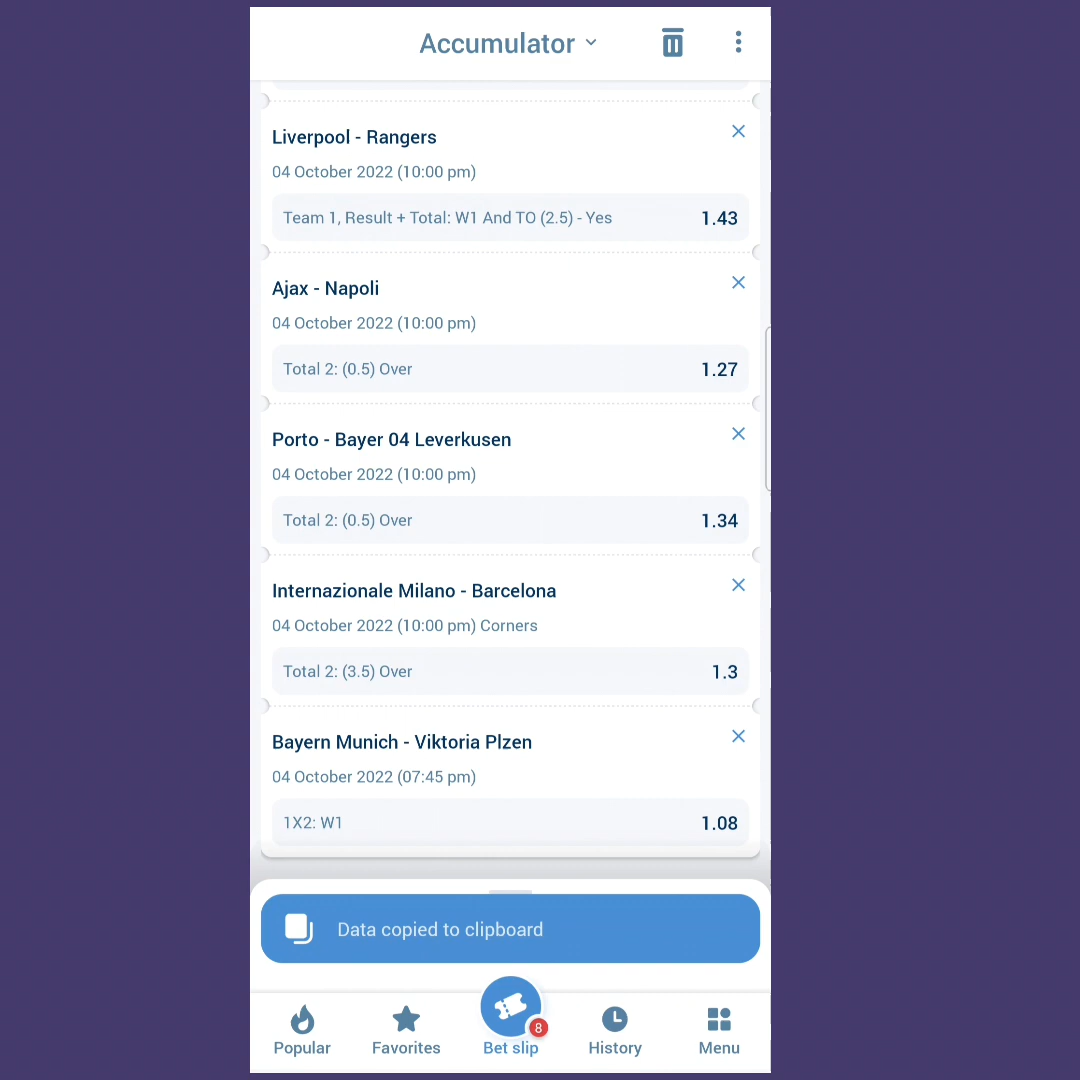 Accumulator
Liverpool - Rangers
04 October 2022 (10:00 pm)
Team 1, Result + Total: W1 And TO (2.5) - Yes 1.43
Ajax - Napoli
04 October 2022 (10:00 pm)
Total 2: (0.5) Over 1.27
Porto - Bayer 04 Leverkusen
04 October 2022 (10:00 pm)
Total 2: (0.5) Over 1.34
Internazionale Milano - Barcelona
04 October 2022 (10:00 pm) Corners
Total 2: (3.5) Over 1.3
Bayern Munich - Viktoria Plzen
04 October 2022 (07:45 pm)
1X2: W1 1.08
Data copied to clipboard
8
Popular Favorites Bet slip History Menu